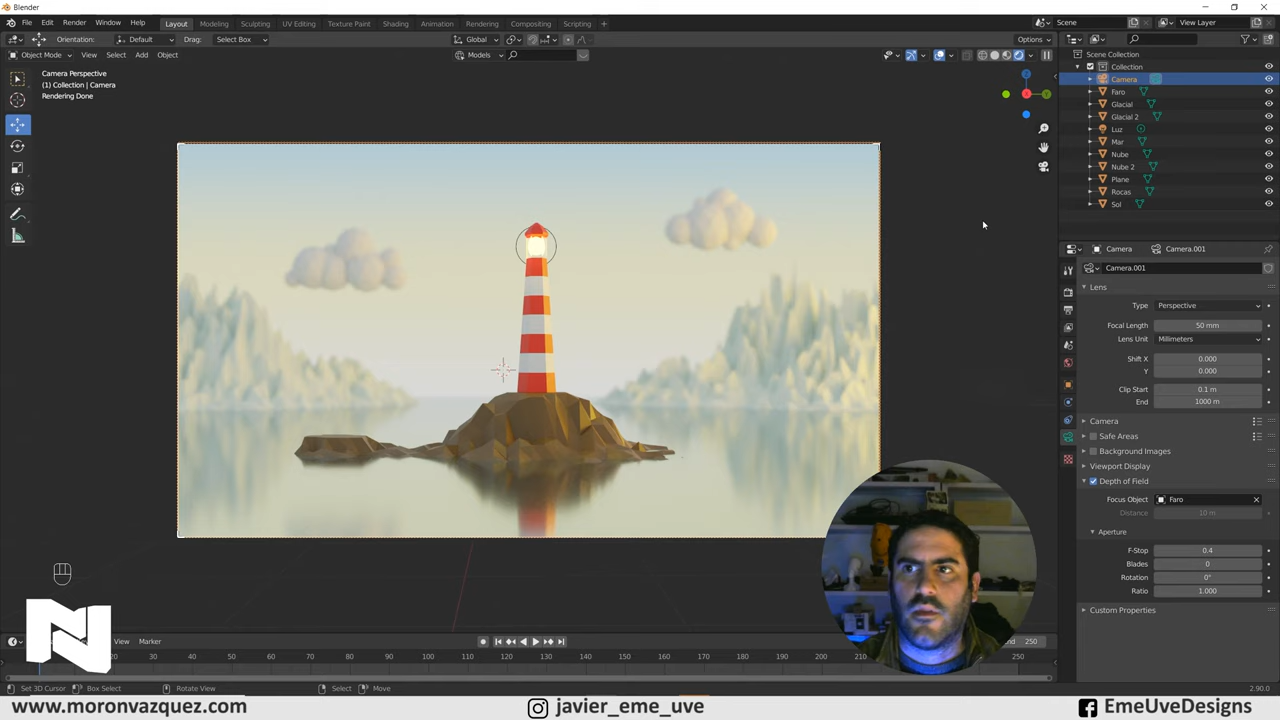 Blender
File Edit Render Window Help
Layout Modeling Sculpting UV Editing Texture Paint Shading Animation Rendering Compositing Scripting +
Scene
View Layer
Orientation: Default Drag: Select Box
Global
Options
Object Mode View Select Add Object
Models
Camera Perspective
(1) Collection | Camera
Rendering Done
Scene Collection
Collection
Camera
Faro
Glacial
Glacial 2
Luz
Mar
Nube
Nube 2
Plane
Rocas
Sol
Camera Camera.001
Camera.001
Lens
Type Perspective
Focal Length 50 mm
Lens Unit Millimeters
Shift X 0.000
Y 0.000
Clip Start 0.1 m
End 1000 m
Camera
Safe Areas
Background Images
Viewport Display
Depth of Field
Focus Object Faro
Distance 10 m
Aperture
F-Stop 0.4
Blades 0
Rotation 0°
Ratio 1.000
Custom Properties
N
View Marker
End 250
20 30 40 50 60 70 80 90 100 110 120 130 140 150 160 170 180 190 200 210 250
Set 3D Cursor Box Select Rotate View Select Move
2.90.0
www.moronvazquez.com javier_eme_uve EmeUveDesigns